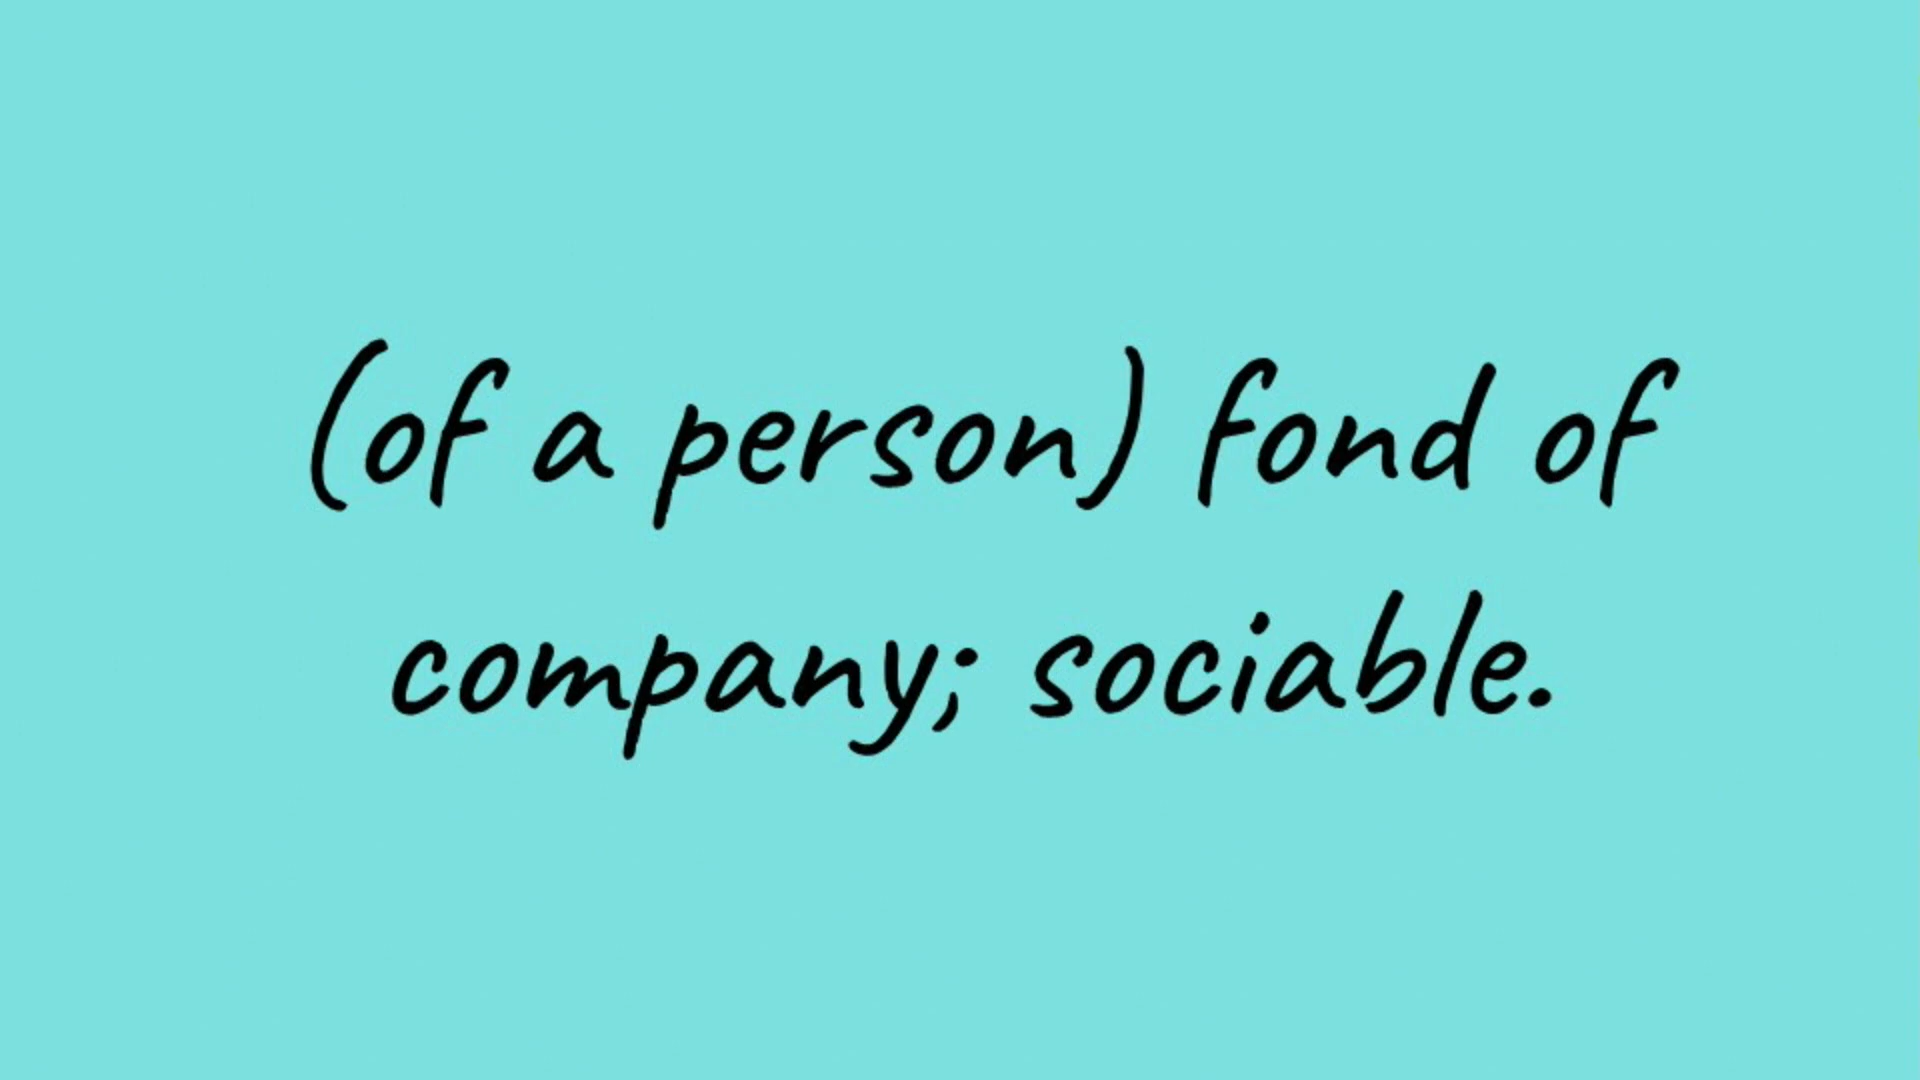 (of a person) fond of
company; sociable.